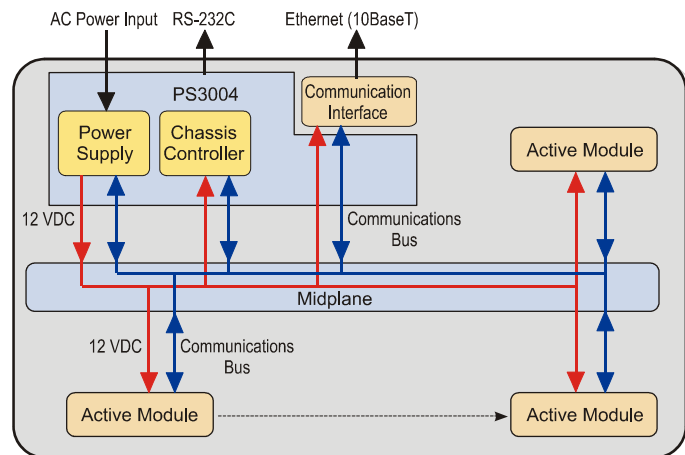 AC Power Input
RS-232C
Ethernet (10BaseT)
PS3004
Communication
Interface
Power
Supply
Chassis
Controller
Active Module
12 VDC
Communications
Bus
Midplane
12 VDC
Communications
Bus
Active Module
Active Module